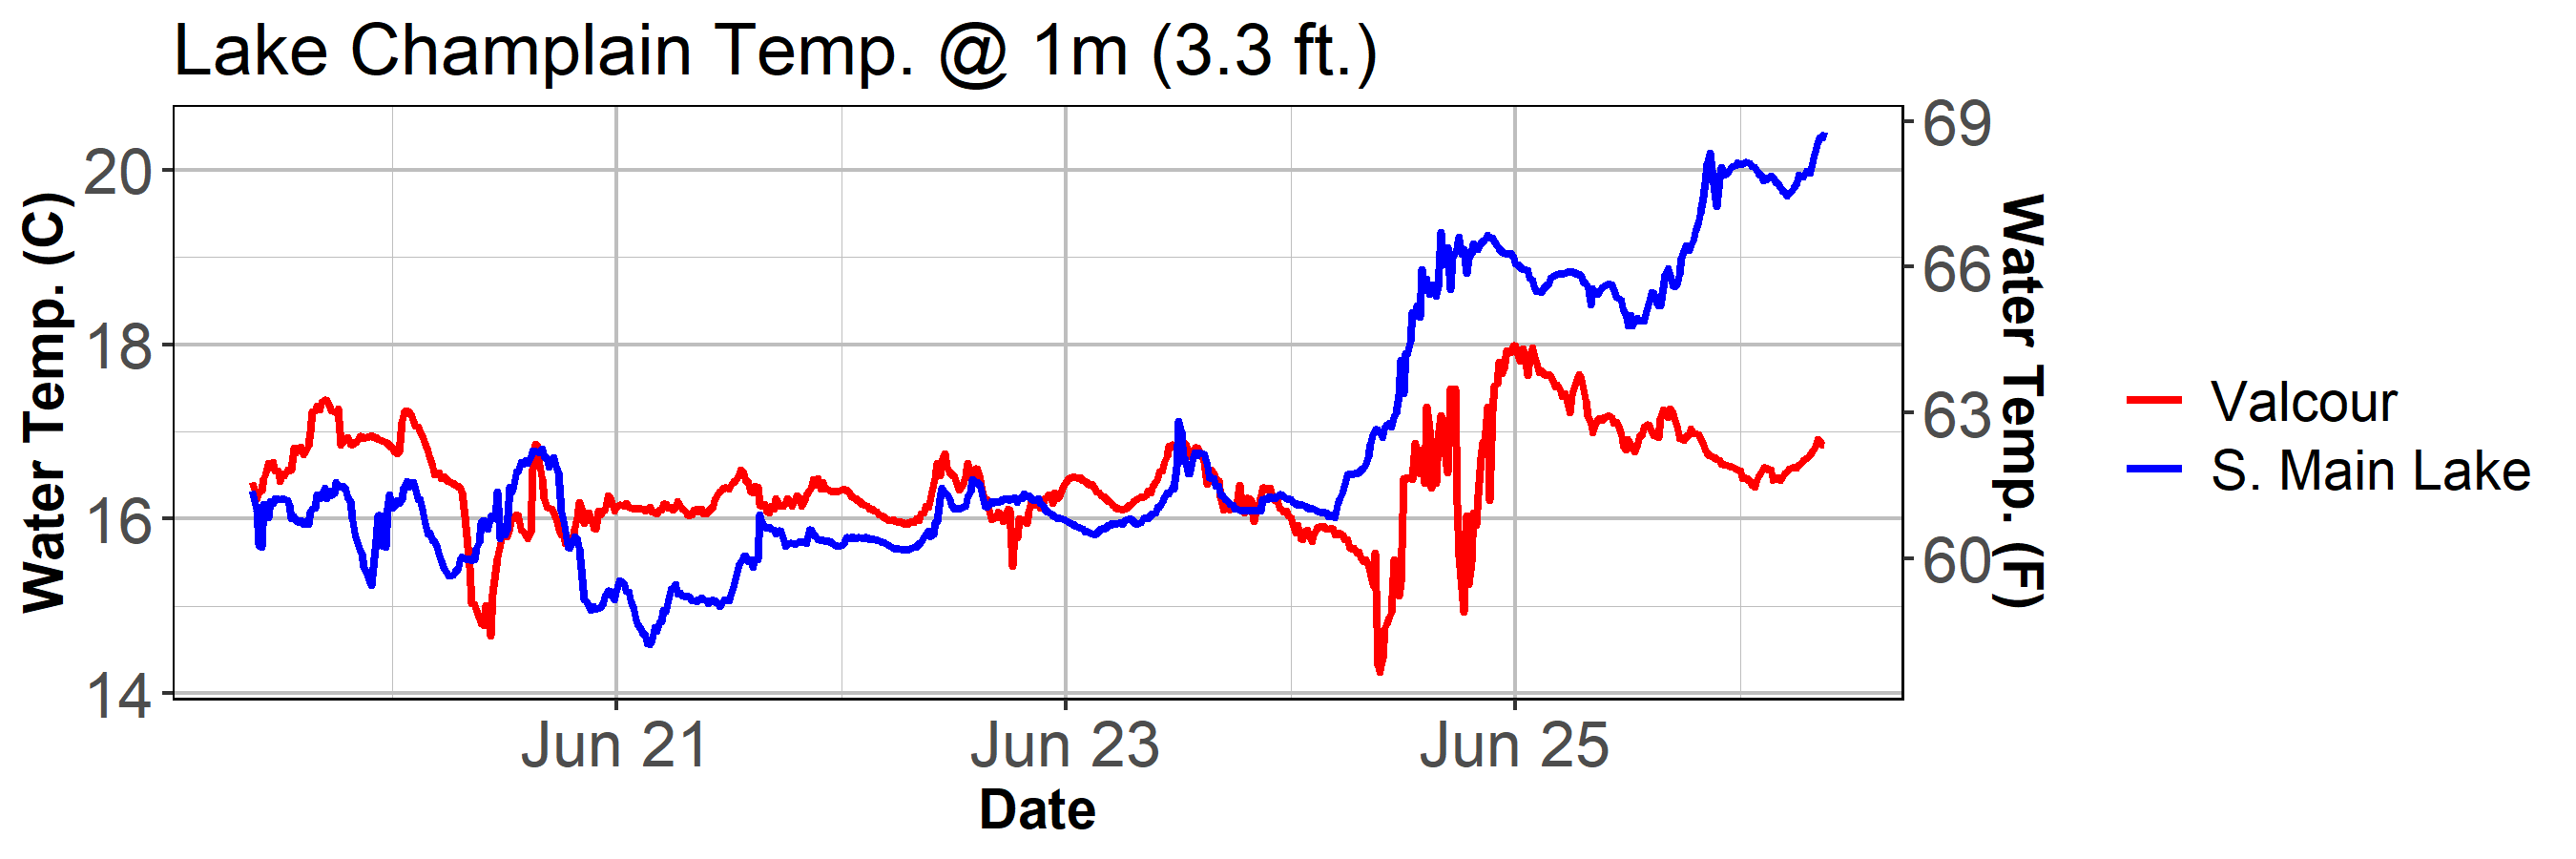 Lake Champlain Temp. @ 1m (3.3 ft.)
Water Temp. (C)
20
18
16
14
69
66
63
60
Water Temp. (F)
Jun 21
Jun 23
Jun 25
Date
Valcour
S. Main Lake